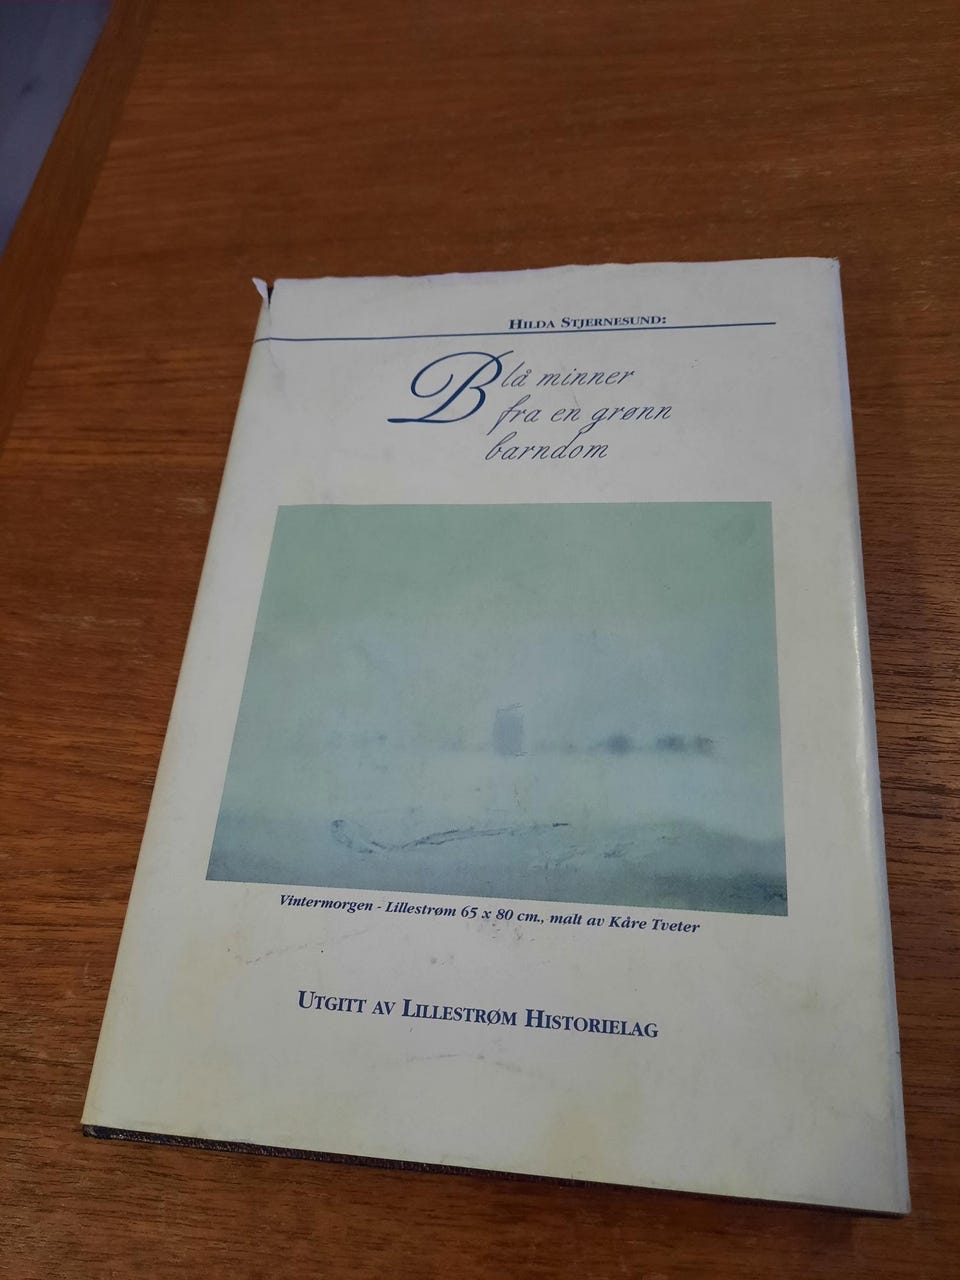 Hilda Stjernesund:
Blå minner
fra en grønn
barndom
Vintermorgen - Lillestrøm 65 x 80 cm., malt av Kåre Tveter
Utgitt av Lillestrøm Historielag